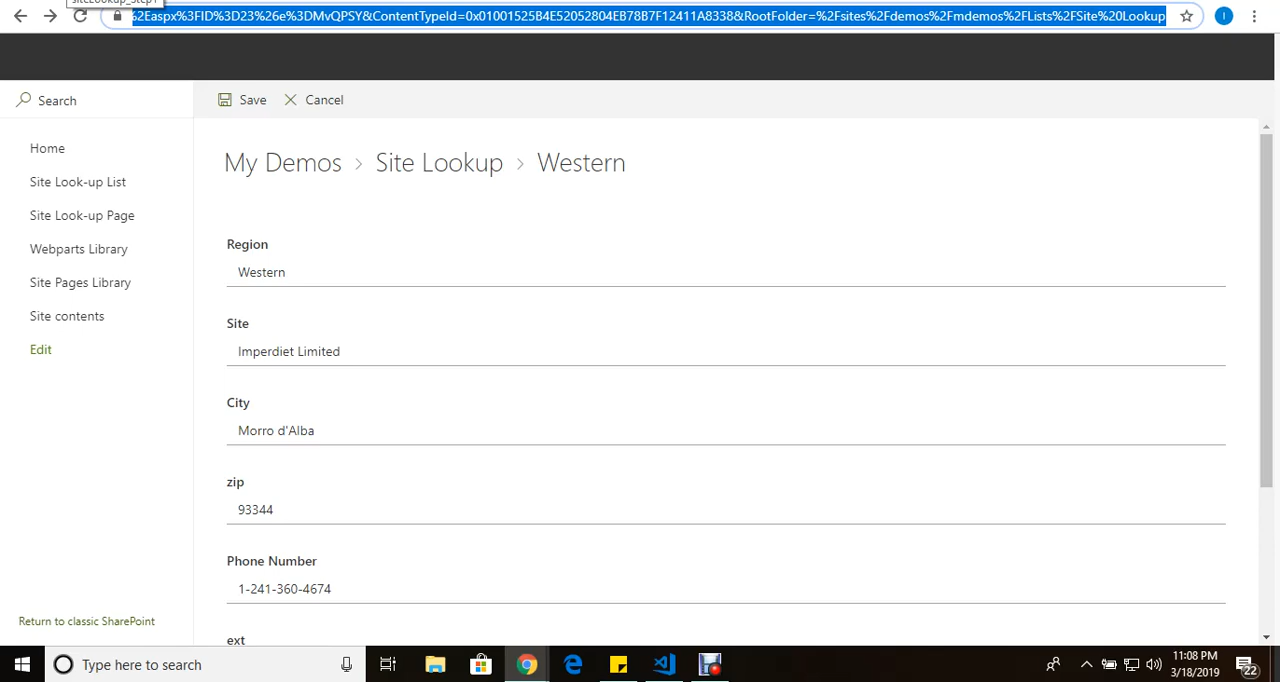 siteLookup_Step1
%2Easpx%3FID%3D23%26e%3DMvQPSY&ContentTypeId=0x01001525B4E52052804EB78B7F12411A8338&RootFolder=%2Fsites%2Fdemos%2Fmdemos%2FLists%2FSite%20Lookup
I
Search
Save
Cancel
Home
Site Look-up List
Site Look-up Page
Webparts Library
Site Pages Library
Site contents
Edit
Return to classic SharePoint
My Demos > Site Lookup > Western
Region
Western
Site
Imperdiet Limited
City
Morro d'Alba
zip
93344
Phone Number
1-241-360-4674
ext
Type here to search
11:08 PM
3/18/2019
22